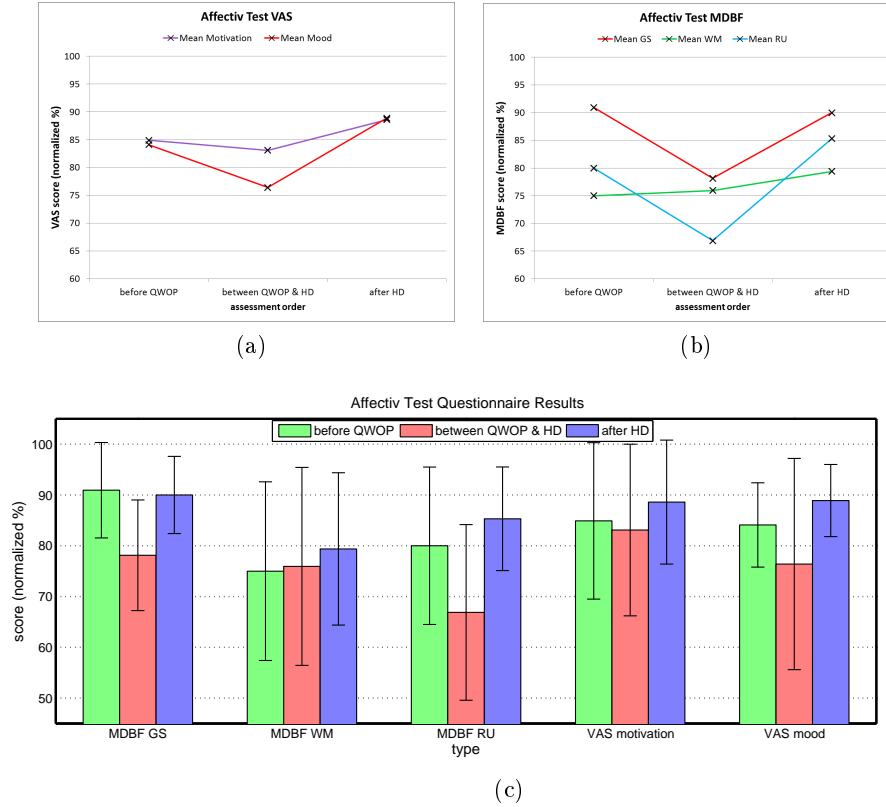 Affectiv Test VAS
Mean Motivation Mean Mood
100
95
90
85
80
75
70
65
60
VAS score (normalized %)
before QWOP between QWOP & HD after HD
assessment order
(a)
Affectiv Test MDBF
Mean GS Mean WM Mean RU
100
95
90
85
80
75
70
65
60
MDBF score (normalized %)
before QWOP between QWOP & HD after HD
assessment order
(b)
Affectiv Test Questionnaire Results
before QWOP between QWOP & HD after HD
100
90
80
70
60
50
score (normalized %)
MDBF GS MDBF WM MDBF RU VAS motivation VAS mood
type
(c)